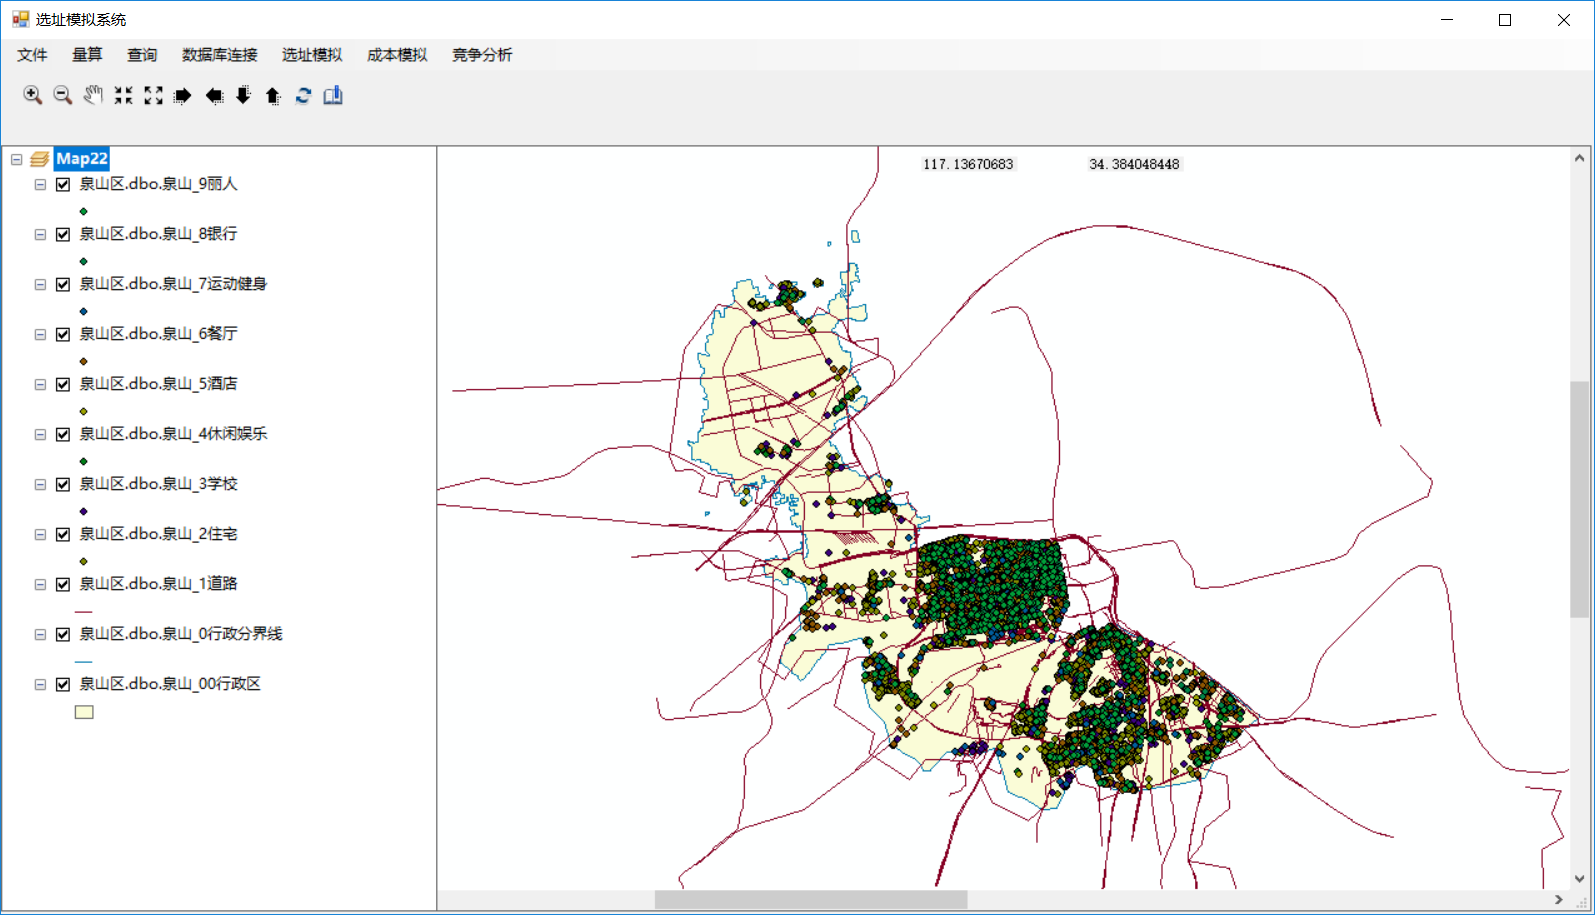 选址模拟系统
文件 量算 查询 数据库连接 选址模拟 成本模拟 竞争分析
Map22
泉山区.dbo.泉山_9丽人
泉山区.dbo.泉山_8银行
泉山区.dbo.泉山_7运动健身
泉山区.dbo.泉山_6餐厅
泉山区.dbo.泉山_5酒店
泉山区.dbo.泉山_4休闲娱乐
泉山区.dbo.泉山_3学校
泉山区.dbo.泉山_2住宅
泉山区.dbo.泉山_1道路
泉山区.dbo.泉山_0行政分界线
泉山区.dbo.泉山_00行政区
117.13670683 34.384048448